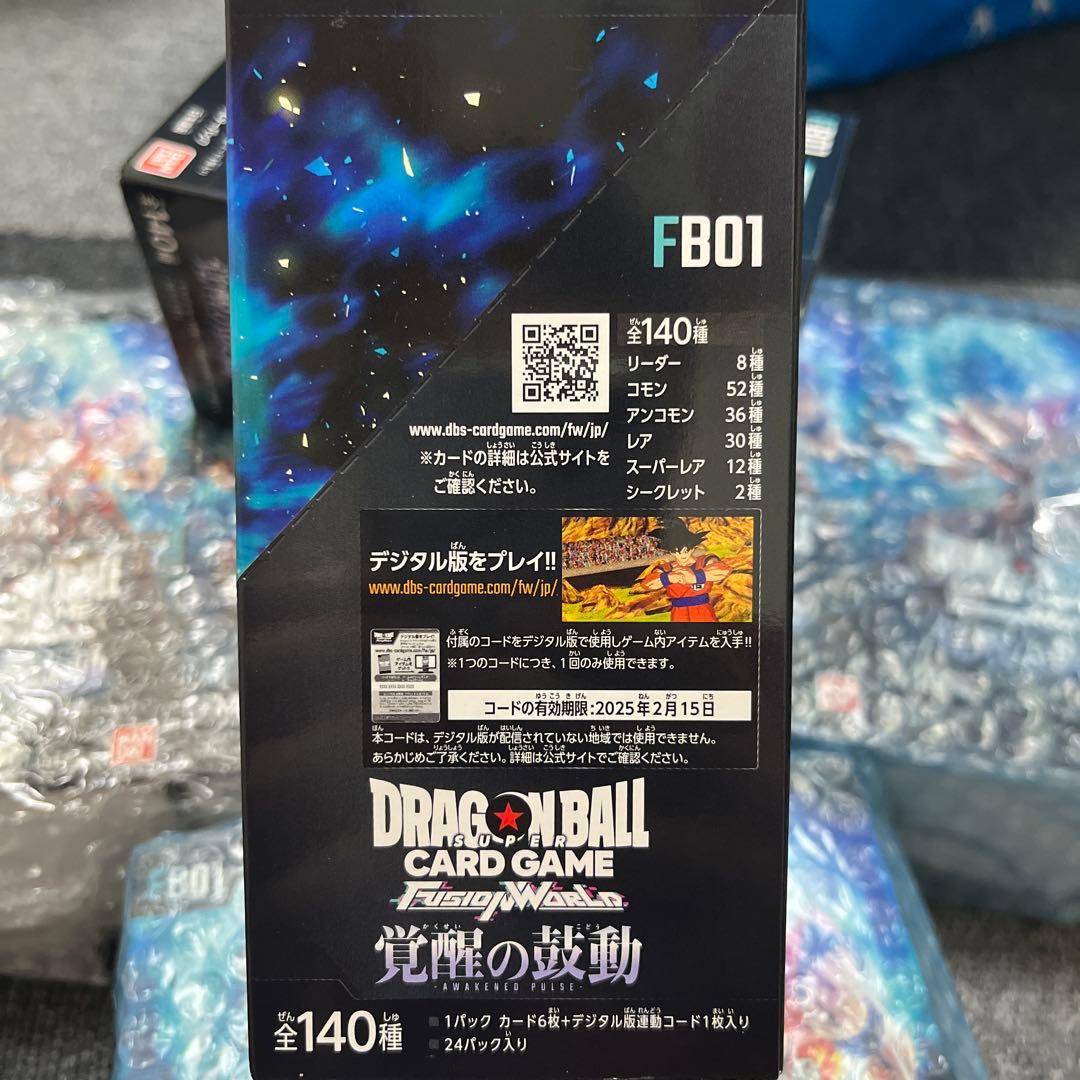 FB01
全140種
リーダー 8種
コモン 52種
アンコモン 36種
レア 30種
スーパーレア 12種
シークレット 2種
www.dbs-cardgame.com/fw/jp/
※カードの詳細は公式サイトを
ご確認ください。
デジタル版をプレイ!!
www.dbs-cardgame.com/fw/jp/
付属のコードをデジタル版で使用しゲーム内アイテムを入手!!
※1つのコードにつき、1回のみ使用できます。
コードの有効期限:2025年2月15日
本コードは、デジタル版が配信されていない地域では使用できません。
あらかじめご了承ください。詳細は公式サイトでご確認ください。
DRAGON BALL
SUPER
CARD GAME
FUSION WORLD
覚醒の鼓動
-AWAKENED PULSE-
全140種
1パック カード6枚+デジタル版連動コード1枚入り
24パック入り
FB01